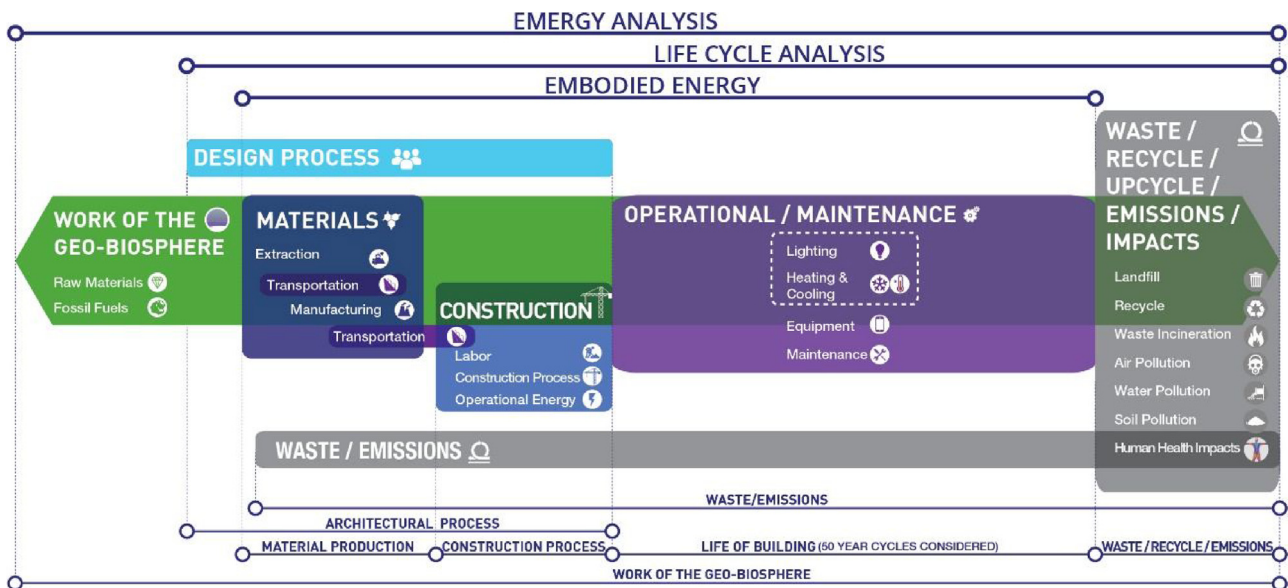 EMERGY ANALYSIS
LIFE CYCLE ANALYSIS
EMBODIED ENERGY
DESIGN PROCESS
WORK OF THE
GEO-BIOSPHERE
Raw Materials
Fossil Fuels
MATERIALS
Extraction
Transportation
Manufacturing
Transportation
CONSTRUCTION
Labor
Construction Process
Operational Energy
OPERATIONAL / MAINTENANCE
Lighting
Heating &
Cooling
Equipment
Maintenance
WASTE /
RECYCLE /
UPCYCLE /
EMISSIONS /
IMPACTS
Landfill
Recycle
Waste Incineration
Air Pollution
Water Pollution
Soil Pollution
Human Health Impacts
WASTE / EMISSIONS
WASTE/EMISSIONS
ARCHITECTURAL PROCESS
MATERIAL PRODUCTION
CONSTRUCTION PROCESS
LIFE OF BUILDING (50 YEAR CYCLES CONSIDERED)
WASTE/RECYCLE/EMISSIONS
WORK OF THE GEO-BIOSPHERE